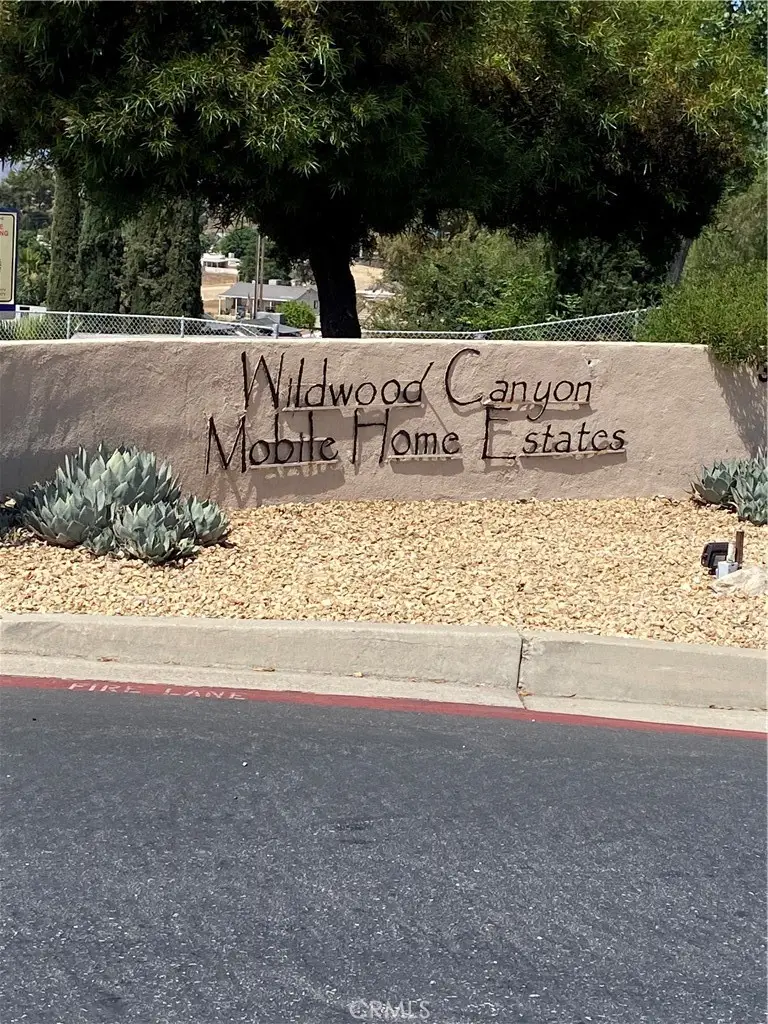 Wildwood Canyon
Mobile Home Estates
FIRE LANE
CRMLS